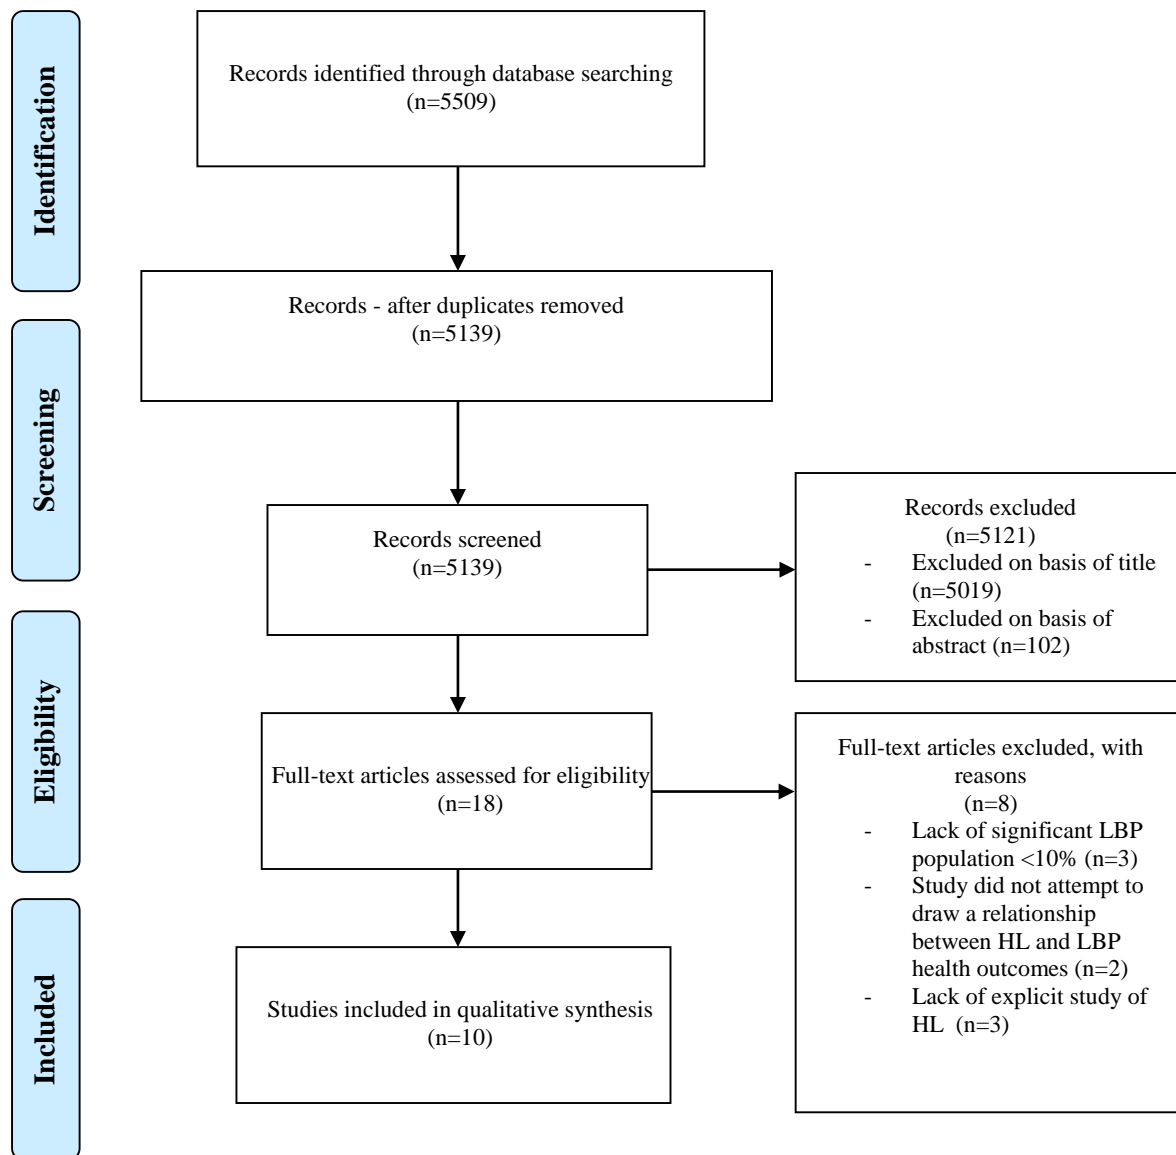 Identification
Records identified through database searching
(n=5509)
Records - after duplicates removed
(n=5139)
Screening
Records screened
(n=5139)
Records excluded
(n=5121)
- Excluded on basis of title
(n=5019)
- Excluded on basis of
abstract (n=102)
Eligibility
Full-text articles assessed for eligibility
(n=18)
Full-text articles excluded, with
reasons
(n=8)
- Lack of significant LBP
population <10% (n=3)
- Study did not attempt to
draw a relationship
between HL and LBP
health outcomes (n=2)
- Lack of explicit study of
HL (n=3)
Included
Studies included in qualitative synthesis
(n=10)